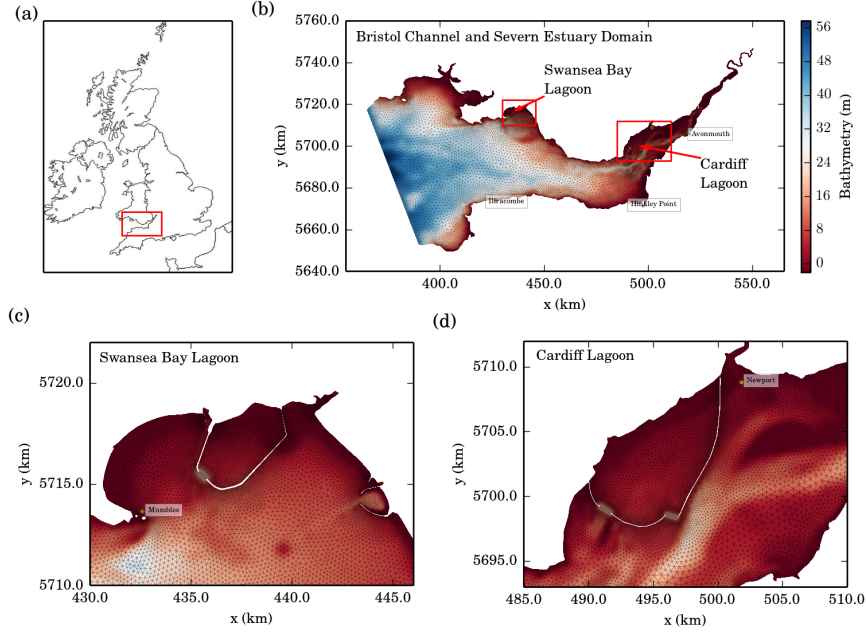 (a)
(b)
5760.0
5740.0
5720.0
5700.0
5680.0
5660.0
5640.0
y (km)
Bristol Channel and Severn Estuary Domain
Swansea Bay
Lagoon
Avonmouth
Cardiff
Lagoon
Ilfracombe
Hinkley Point
400.0
450.0
500.0
550.0
x (km)
56
48
40
32
24
16
8
0
Bathymetry (m)
(c)
Swansea Bay Lagoon
5720.0
5715.0
5710.0
y (km)
Mumbles
430.0
435.0
440.0
445.0
x (km)
(d)
Cardiff Lagoon
5710.0
5705.0
5700.0
5695.0
y (km)
Newport
485.0
490.0
495.0
500.0
505.0
510.0
x (km)